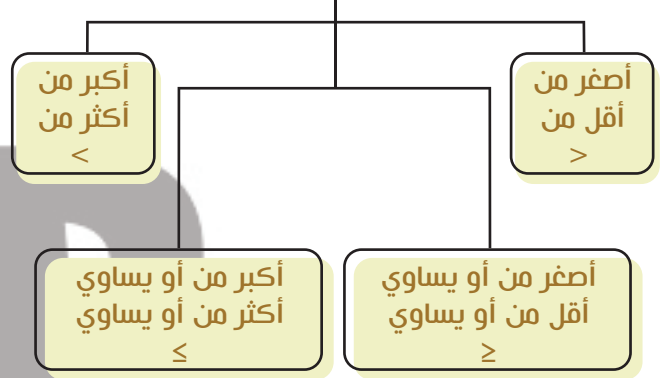 أصغر من
أقل من
>
أكبر من
أكثر من
<
أصغر من أو يساوي
أقل من أو يساوي
≥
أكبر من أو يساوي
أكثر من أو يساوي
≤